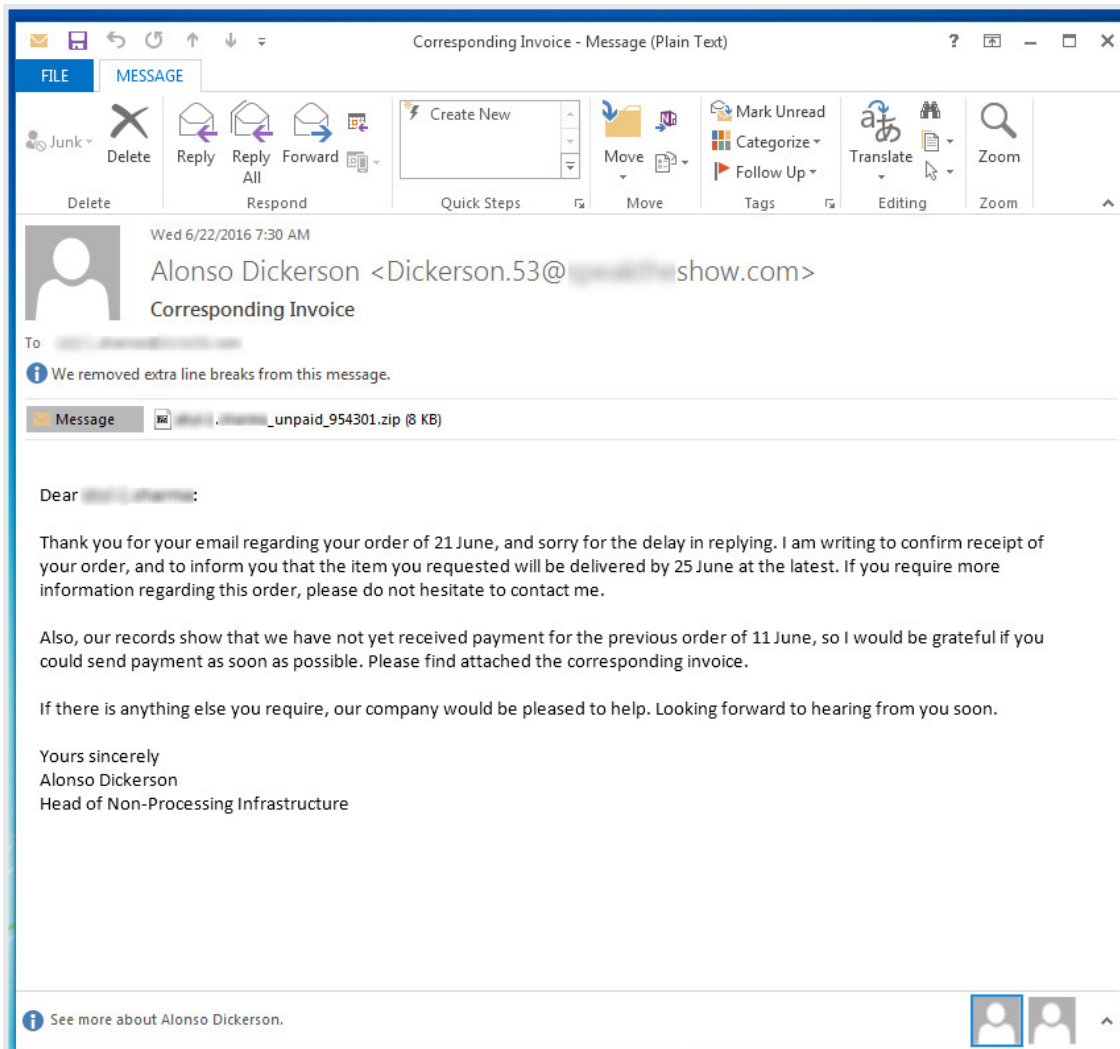 Corresponding Invoice - Message (Plain Text)
?
FILE
MESSAGE
Junk
Delete
Reply
Reply All
Forward
Create New
Move
Mark Unread
Categorize
Follow Up
Translate
Zoom
Delete
Respond
Quick Steps
Move
Tags
Editing
Zoom
Wed 6/22/2016 7:30 AM
Alonso Dickerson <Dickerson.53@ show.com>
Corresponding Invoice
To
We removed extra line breaks from this message.
Message
_unpaid_954301.zip (8 KB)
Dear :
Thank you for your email regarding your order of 21 June, and sorry for the delay in replying. I am writing to confirm receipt of
your order, and to inform you that the item you requested will be delivered by 25 June at the latest. If you require more
information regarding this order, please do not hesitate to contact me.
Also, our records show that we have not yet received payment for the previous order of 11 June, so I would be grateful if you
could send payment as soon as possible. Please find attached the corresponding invoice.
If there is anything else you require, our company would be pleased to help. Looking forward to hearing from you soon.
Yours sincerely
Alonso Dickerson
Head of Non-Processing Infrastructure
See more about Alonso Dickerson.